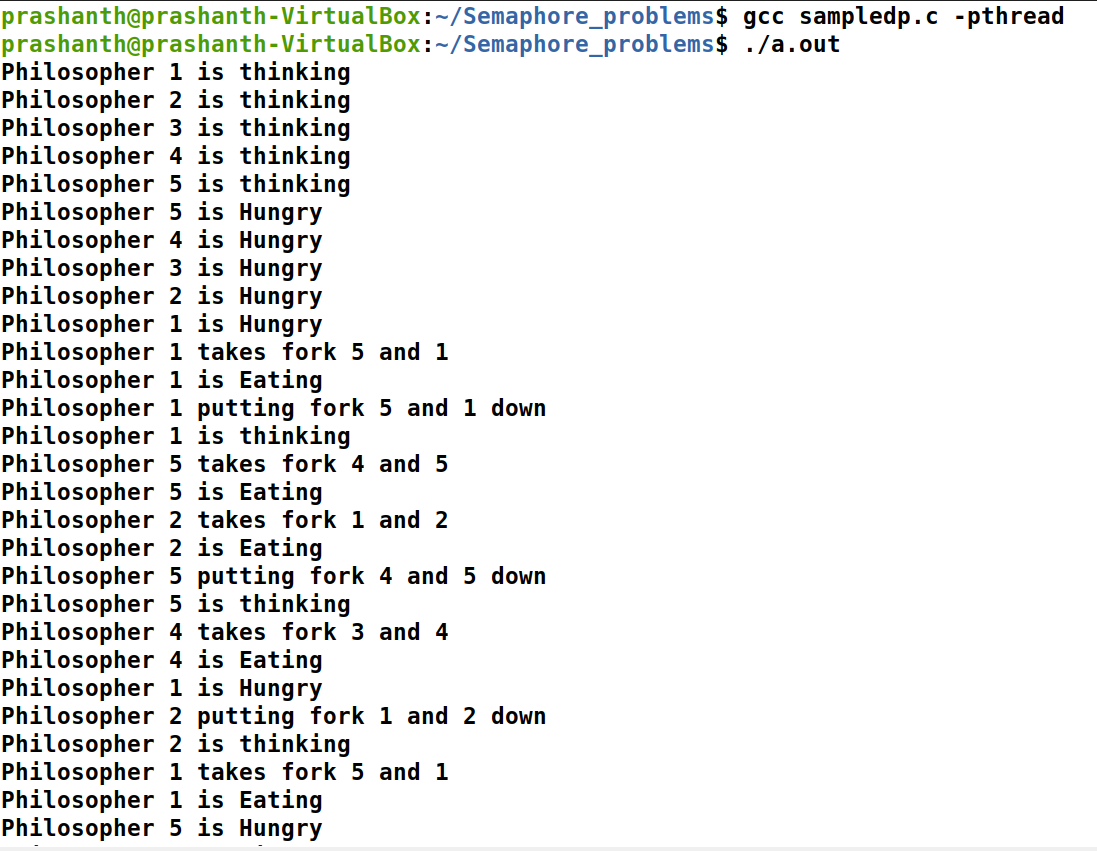 prashanth@prashanth-VirtualBox:~/Semaphore_problems$ gcc sampledp.c -pthread
prashanth@prashanth-VirtualBox:~/Semaphore_problems$ ./a.out
Philosopher 1 is thinking
Philosopher 2 is thinking
Philosopher 3 is thinking
Philosopher 4 is thinking
Philosopher 5 is thinking
Philosopher 5 is Hungry
Philosopher 4 is Hungry
Philosopher 3 is Hungry
Philosopher 2 is Hungry
Philosopher 1 is Hungry
Philosopher 1 takes fork 5 and 1
Philosopher 1 is Eating
Philosopher 1 putting fork 5 and 1 down
Philosopher 1 is thinking
Philosopher 5 takes fork 4 and 5
Philosopher 5 is Eating
Philosopher 2 takes fork 1 and 2
Philosopher 2 is Eating
Philosopher 5 putting fork 4 and 5 down
Philosopher 5 is thinking
Philosopher 4 takes fork 3 and 4
Philosopher 4 is Eating
Philosopher 1 is Hungry
Philosopher 2 putting fork 1 and 2 down
Philosopher 2 is thinking
Philosopher 1 takes fork 5 and 1
Philosopher 1 is Eating
Philosopher 5 is Hungry